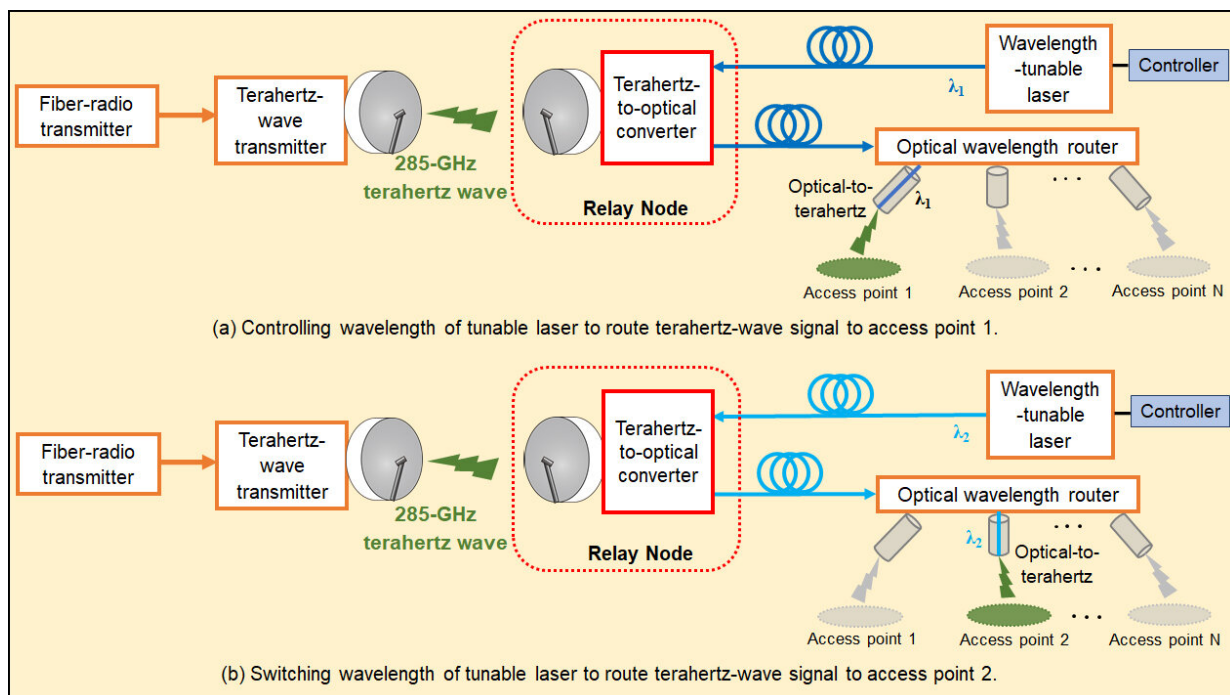 Fiber-radio
transmitter
Terahertz-
wave
transmitter
285-GHz
terahertz wave
Terahertz-
to-optical
converter
Relay Node
λ1
Wavelength
-tunable
laser
Controller
Optical wavelength router
Optical-to-
terahertz
λ1
. . .
Access point 1
Access point 2
. . .
Access point N
(a) Controlling wavelength of tunable laser to route terahertz-wave signal to access point 1.
Fiber-radio
transmitter
Terahertz-
wave
transmitter
285-GHz
terahertz wave
Terahertz-
to-optical
converter
Relay Node
λ2
Wavelength
-tunable
laser
Controller
Optical wavelength router
λ2
. . .
Optical-to-
terahertz
Access point 1
Access point 2
. . .
Access point N
(b) Switching wavelength of tunable laser to route terahertz-wave signal to access point 2.